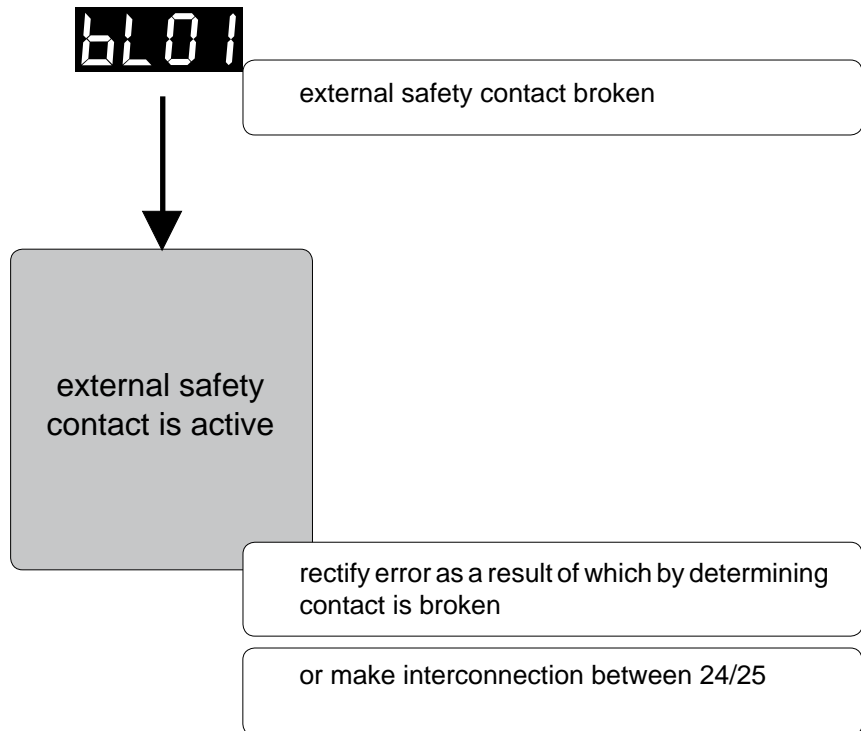 bL01
external safety contact broken
external safety
contact is active
rectify error as a result of which by determining
contact is broken
or make interconnection between 24/25